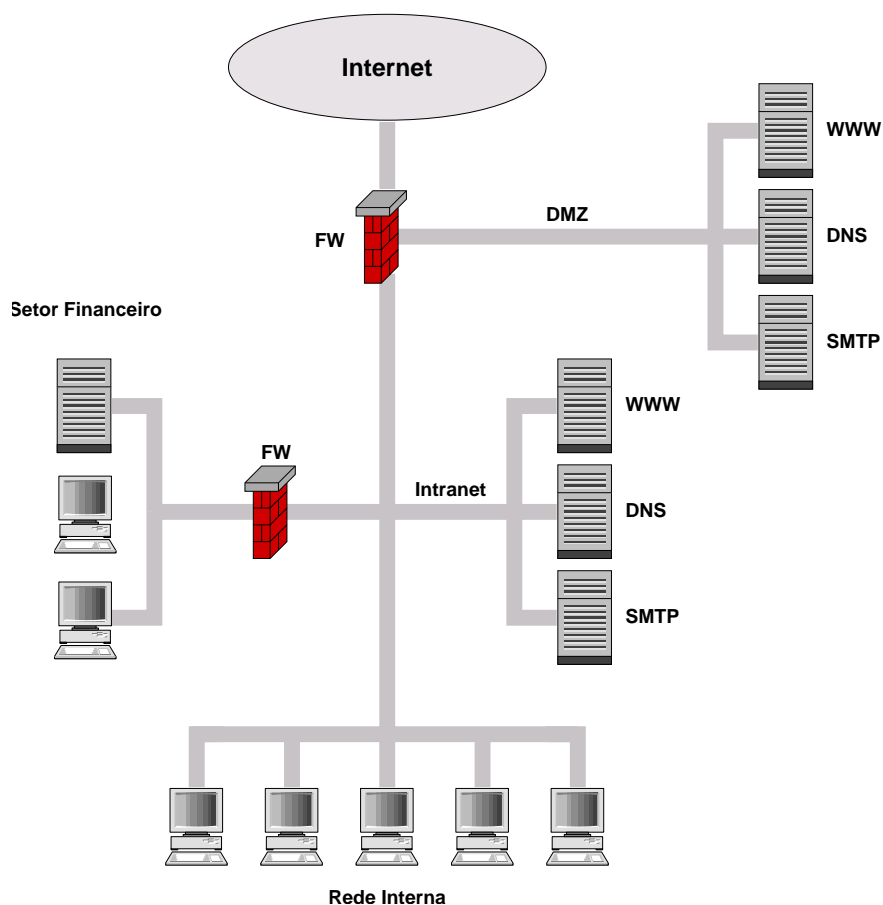 Internet
WWW
DMZ
FW
DNS
Setor Financeiro
SMTP
WWW
FW
Intranet
DNS
SMTP
Rede Interna